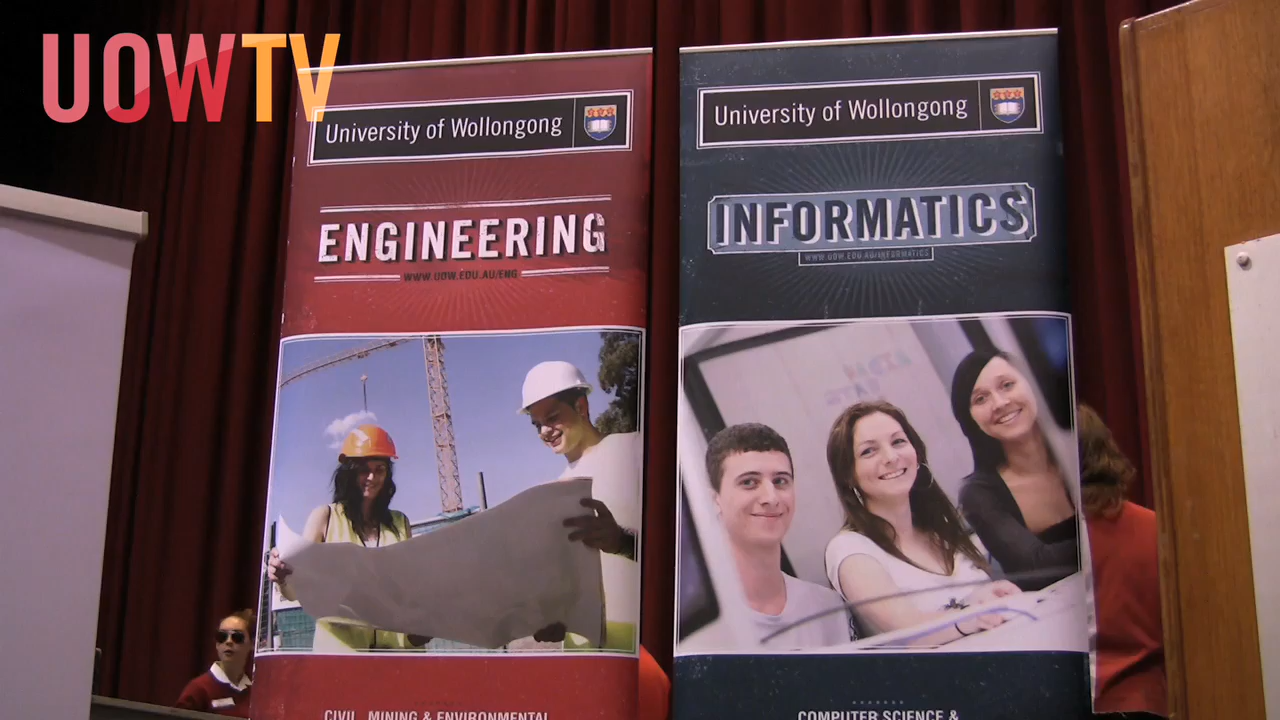 UOWTV
University of Wollongong
ENGINEERING
WWW.UOW.EDU.AU/ENG
CIVIL, MINING & ENVIRONMENTAL
University of Wollongong
INFORMATICS
WWW.UOW.EDU.AU/INFORMATICS
COMPUTER SCIENCE &